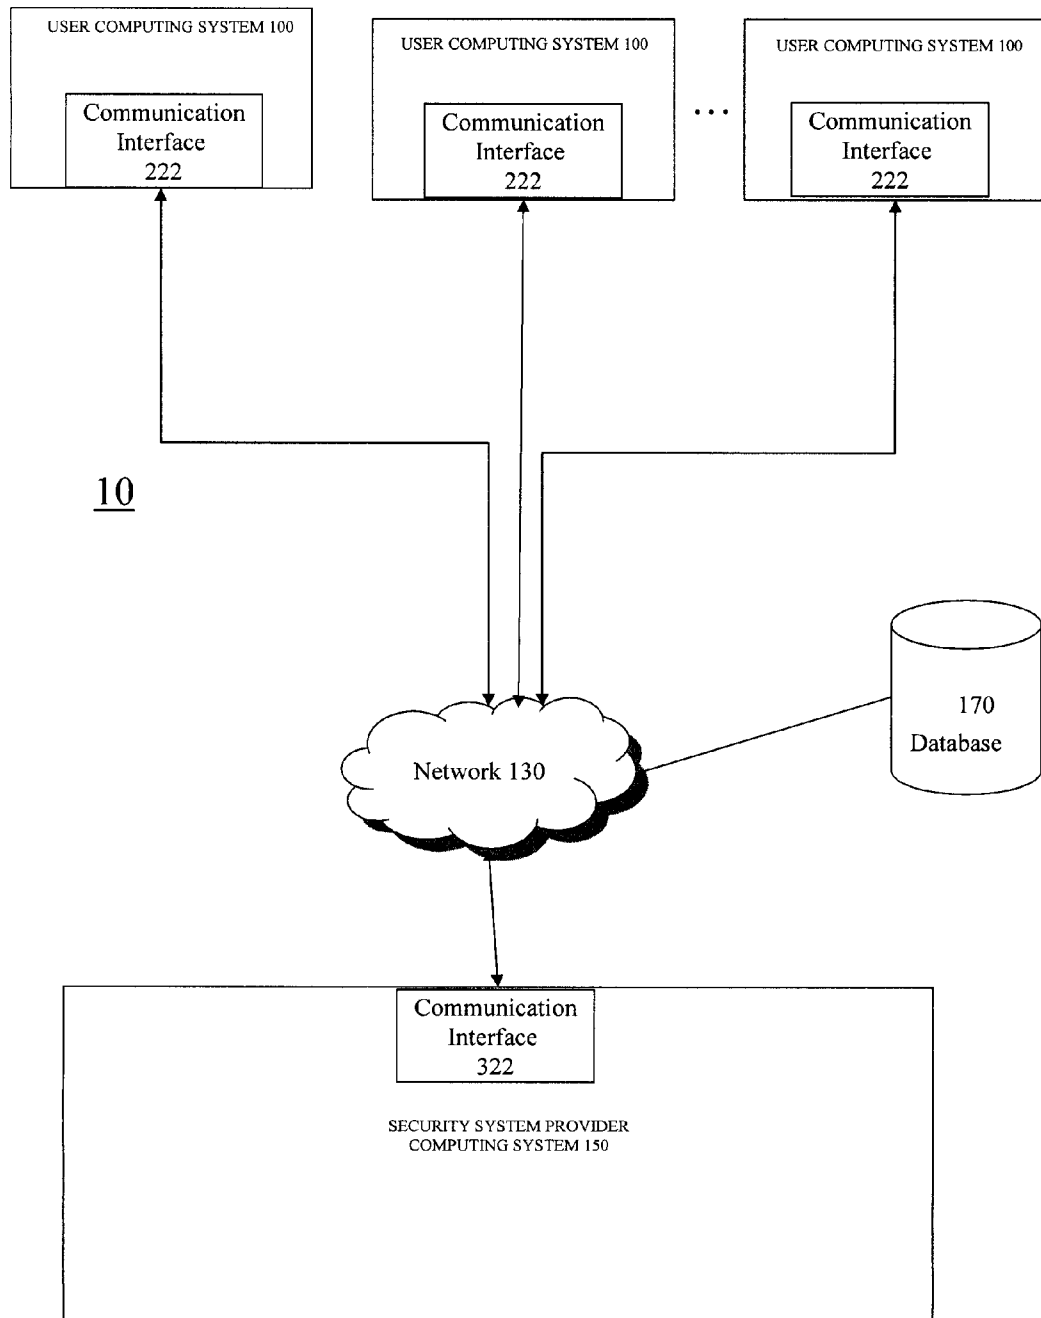 USER COMPUTING SYSTEM 100
Communication
Interface
222
USER COMPUTING SYSTEM 100
Communication
Interface
222
...
USER COMPUTING SYSTEM 100
Communication
Interface
222
10
170
Database
Network 130
Communication
Interface
322
SECURITY SYSTEM PROVIDER
COMPUTING SYSTEM 150